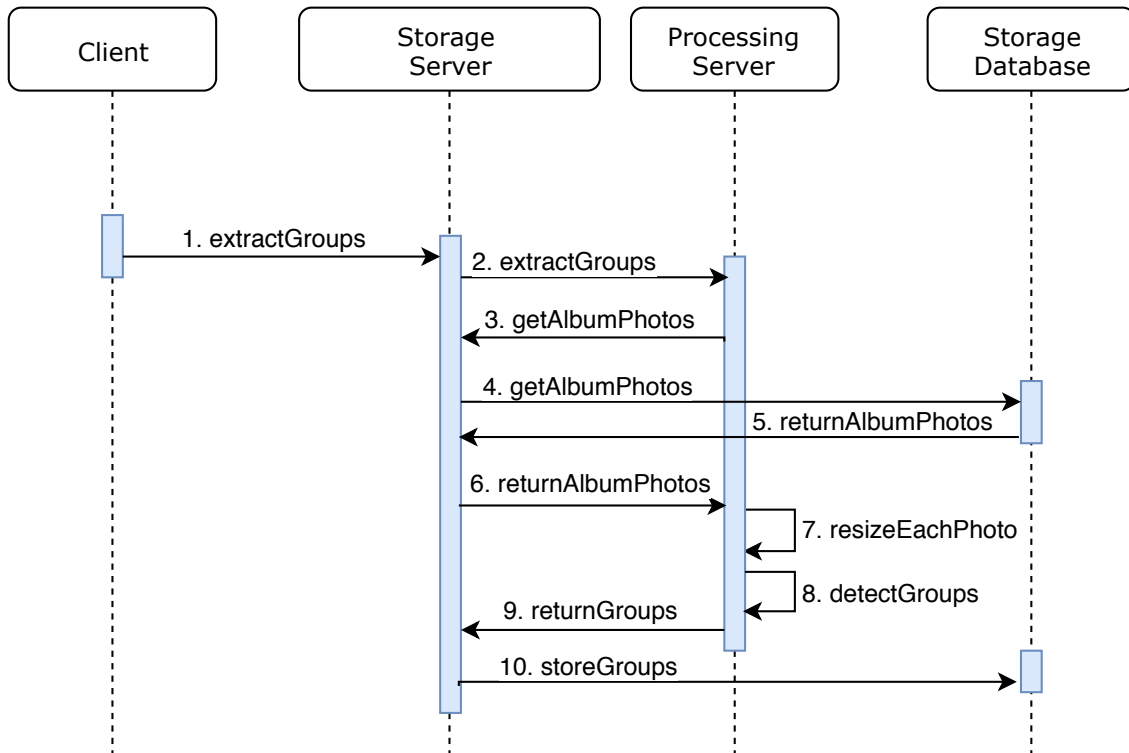 Client
Storage
Server
Processing
Server
Storage
Database
1. extractGroups
2. extractGroups
3. getAlbumPhotos
4. getAlbumPhotos
5. returnAlbumPhotos
6. returnAlbumPhotos
7. resizeEachPhoto
8. detectGroups
9. returnGroups
10. storeGroups